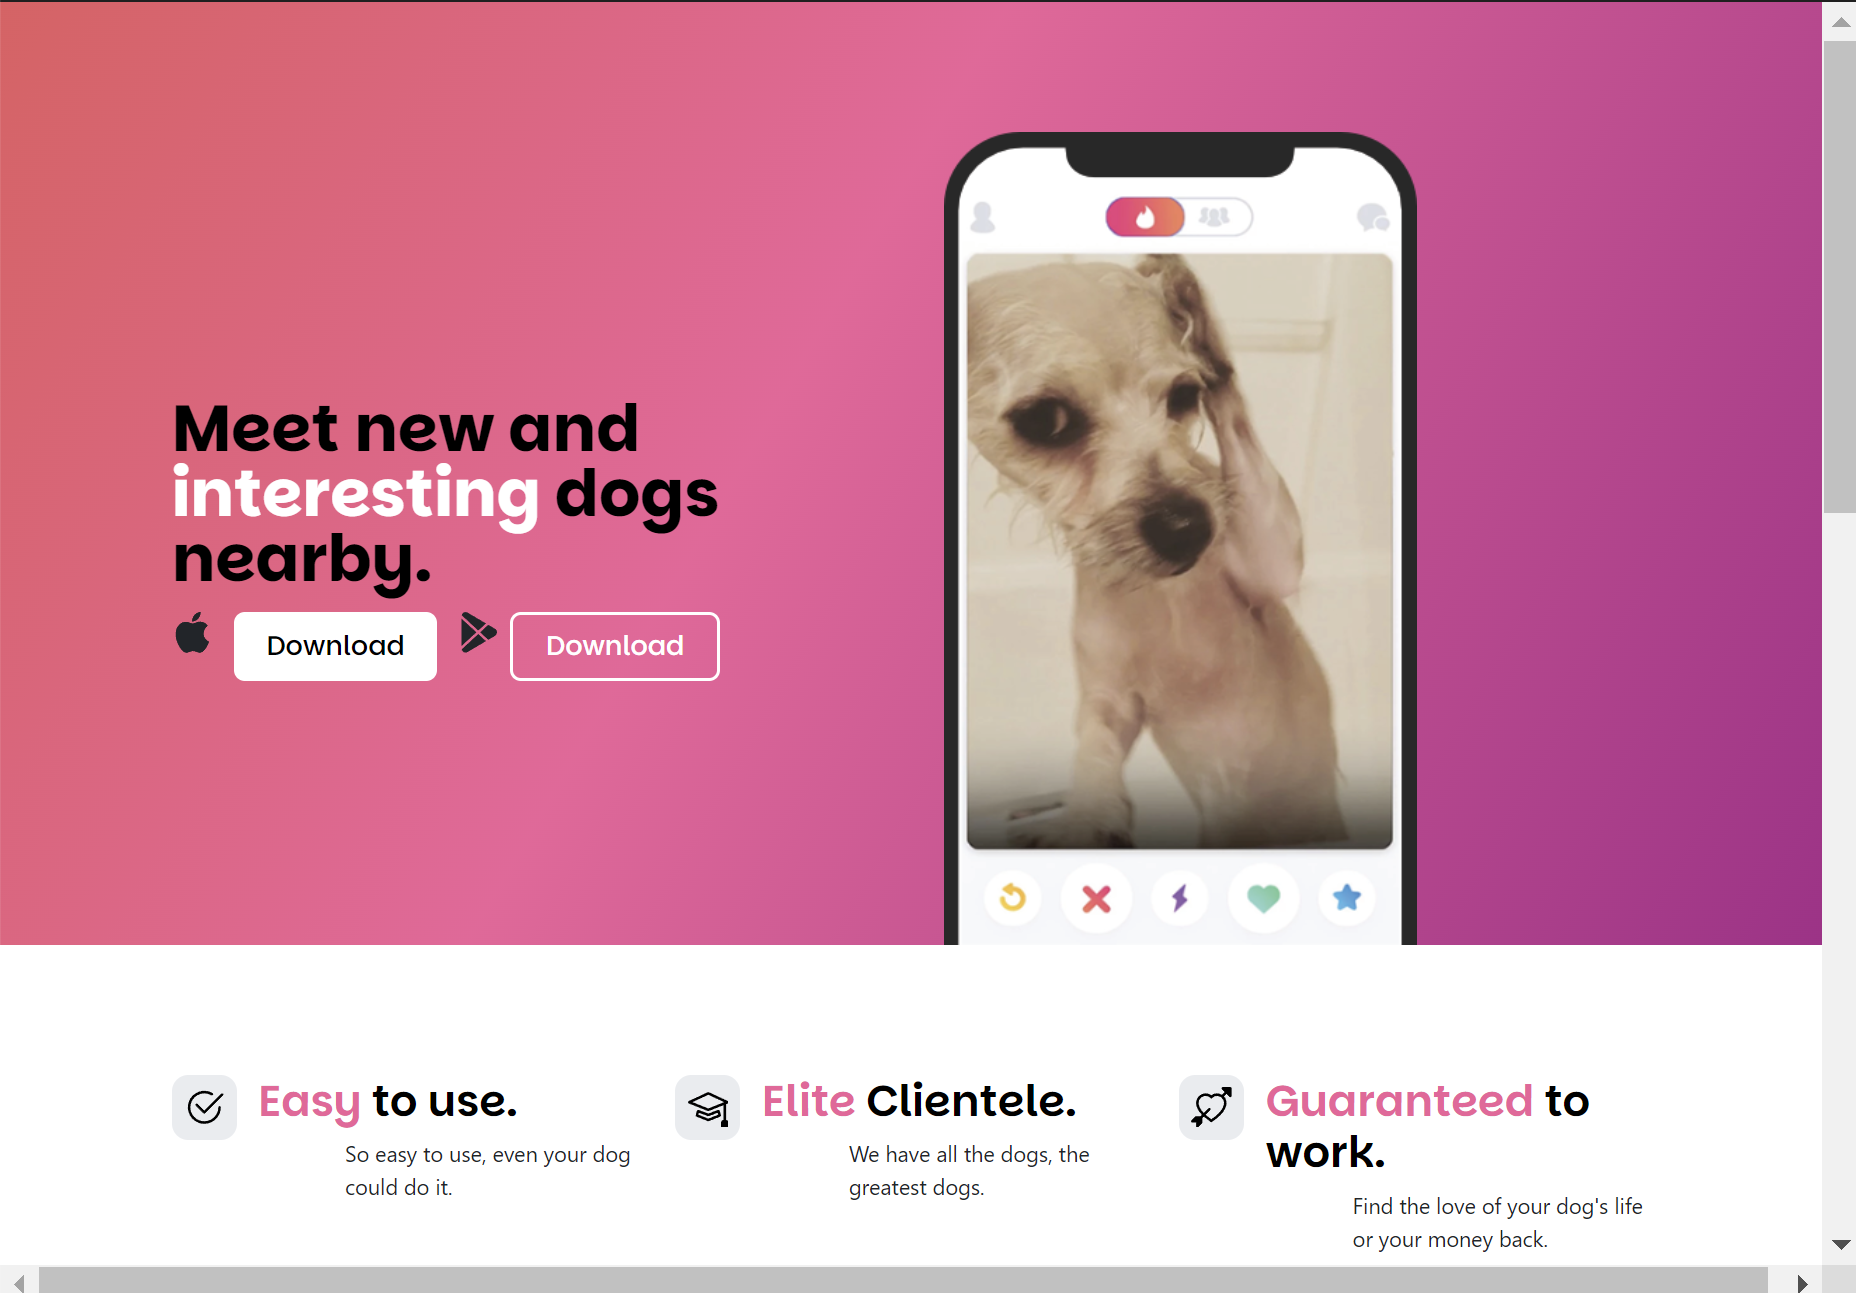 Meet new and
interesting dogs
nearby.
Download
Download
Easy to use.
So easy to use, even your dog
could do it.
Elite Clientele.
We have all the dogs, the
greatest dogs.
Guaranteed to
work.
Find the love of your dog's life
or your money back.